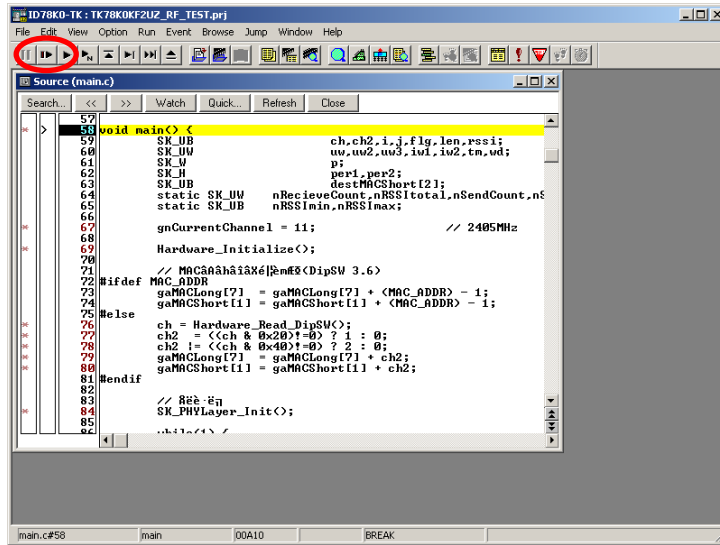 ID78K0-TK : TK78K0KF2UZ_RF_TEST.prj
File Edit View Option Run Event Browse Jump Window Help
Source (main.c)
Search... << >> Watch Quick... Refresh Close
57
58 void main() {
59 SK_UB ch,ch2,i,j,flg,len,rssi;
60 SK_UW uw,uw2,uw3,iw1,iw2,tm,wd;
61 SK_W p;
62 SK_H per1,per2;
63 SK_UB destMACShort[2];
64 static SK_UW nRecieveCount,nRSSItotal,nSendCount,nS
65 static SK_UB nRSSImin,nRSSImax;
66
67 gnCurrentChannel = 11; // 2405MHz
68
69 Hardware_Initialize();
70
71 // (DipSW 3.6)
72 #ifdef MAC_ADDR
73 gaMACLong[7] = gaMACLong[7] + (MAC_ADDR) - 1;
74 gaMACShort[1] = gaMACShort[1] + (MAC_ADDR) - 1;
75 #else
76 ch = Hardware_Read_DipSW();
77 ch2 = ((ch & 0x20)!=0) ? 1 : 0;
78 ch2 |= ((ch & 0x40)!=0) ? 2 : 0;
79 gaMACLong[7] = gaMACLong[7] + ch2;
80 gaMACShort[1] = gaMACShort[1] + ch2;
81 #endif
82
83 //
84 SK_PHYLayer_Init();
85
86 while(1) {
main.c#58 main 00A10 BREAK